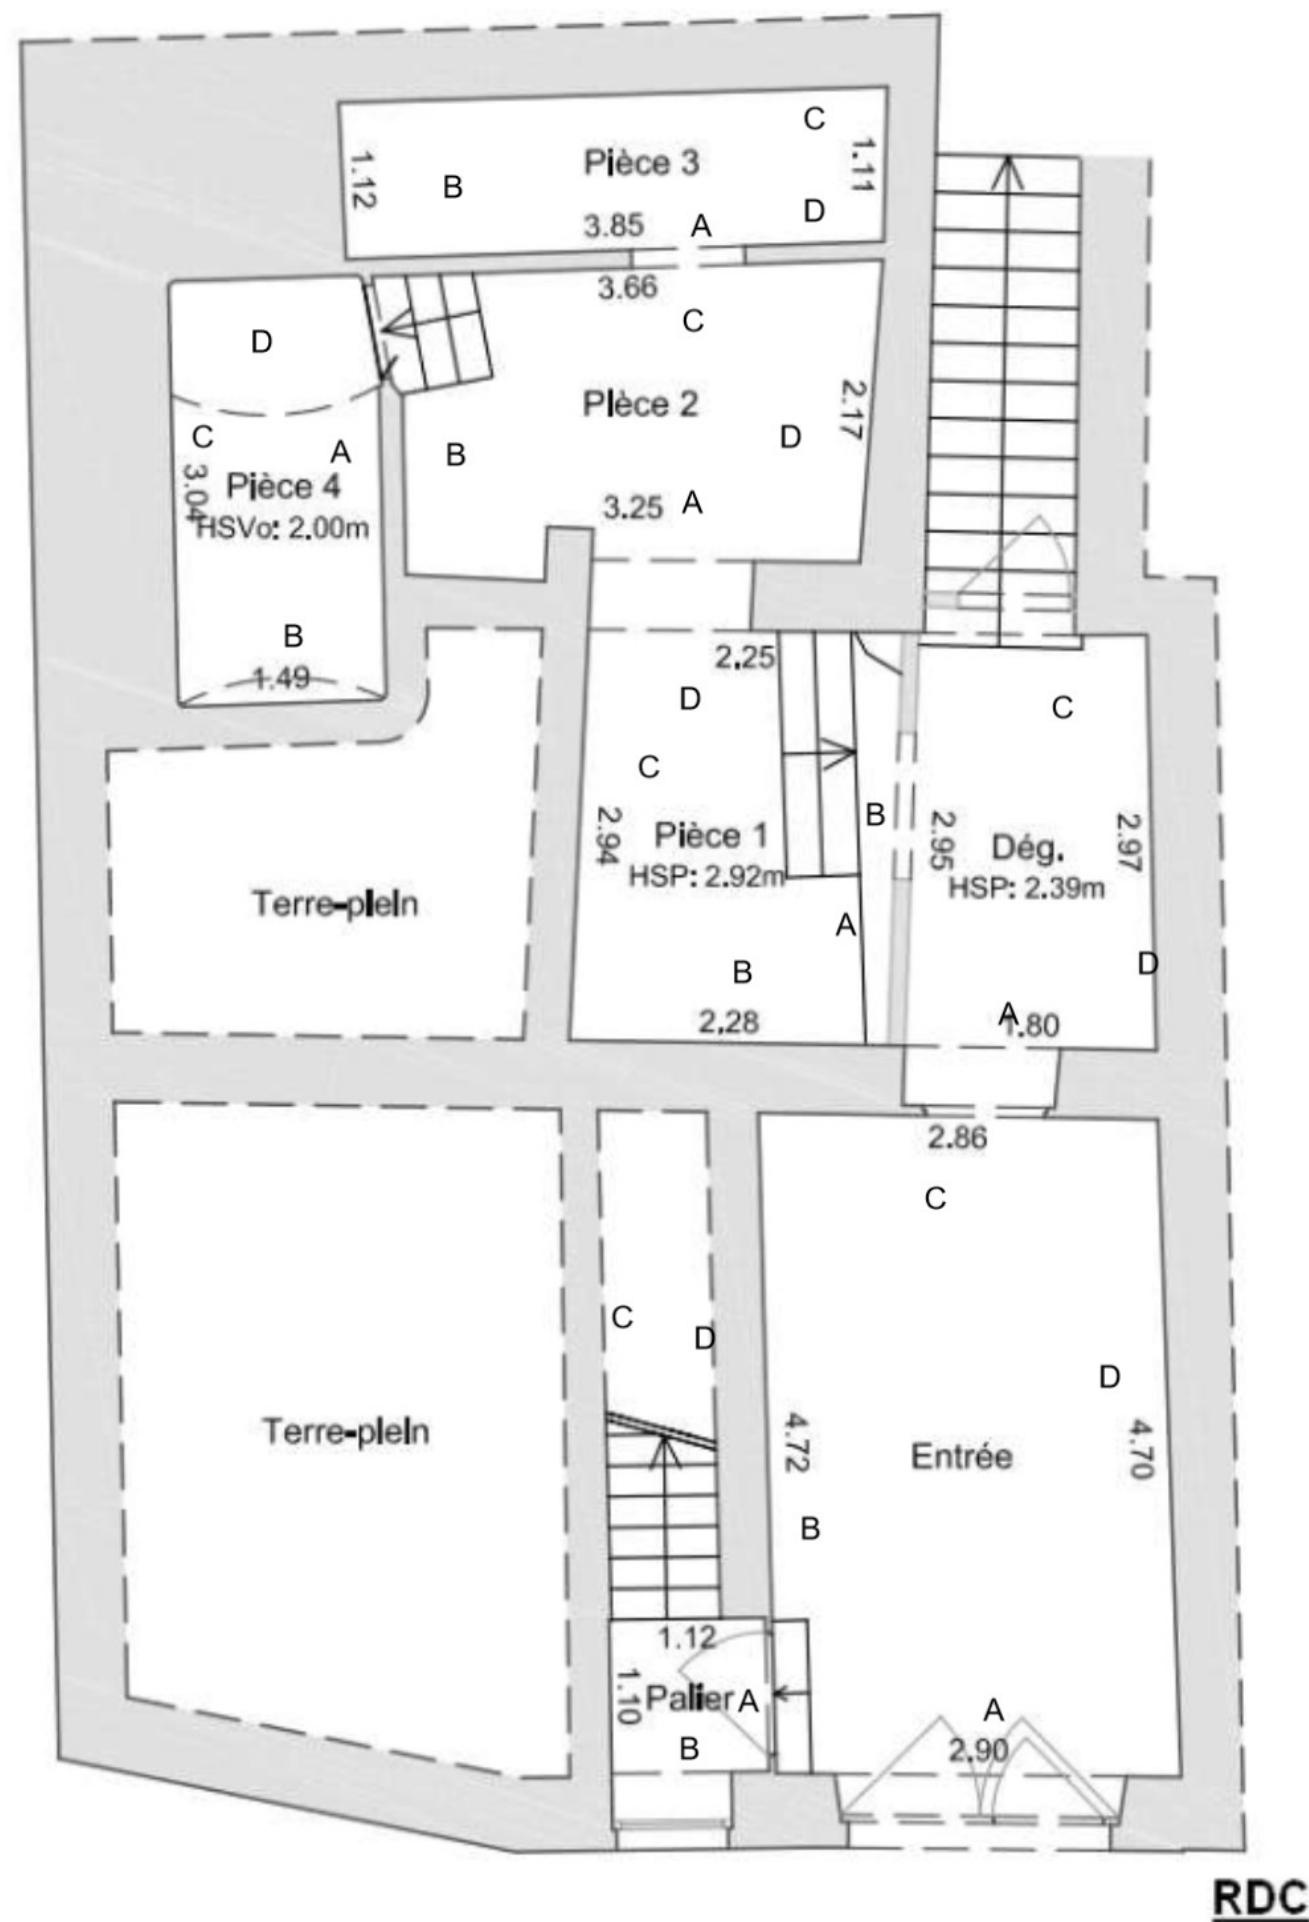 C
Pièce 3
1.12
1.11
B
D
3.85
A
3.66
C
D
Pièce 2
2.17
C
A
B
D
3.04
Pièce 4
HSVo: 2.00m
3.25
A
B
1.49
2.25
D
C
C
2.94
Pièce 1
HSP: 2.92m
B
2.95
Dég.
HSP: 2.39m
2.97
Terre-plein
A
B
D
2.28
A
1.80
2.86
C
C
D
D
Terre-plein
4.72
Entrée
4.70
B
1.12
1.10
Palier
A
B
A
2.90
RDC